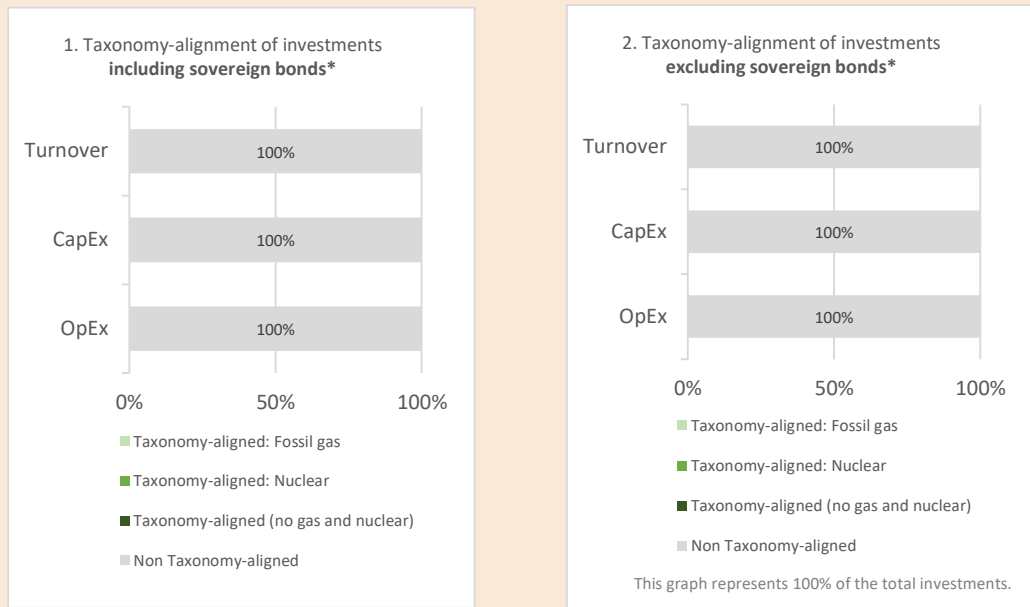 1. Taxonomy-alignment of investments
including sovereign bonds*
Turnover
100%
CapEx
100%
OpEx
100%
0%
50%
100%
Taxonomy-aligned: Fossil gas
Taxonomy-aligned: Nuclear
Taxonomy-aligned (no gas and nuclear)
Non Taxonomy-aligned
2. Taxonomy-alignment of investments
excluding sovereign bonds*
Turnover
100%
CapEx
100%
OpEx
100%
0%
50%
100%
Taxonomy-aligned: Fossil gas
Taxonomy-aligned: Nuclear
Taxonomy-aligned (no gas and nuclear)
Non Taxonomy-aligned
This graph represents 100% of the total investments.